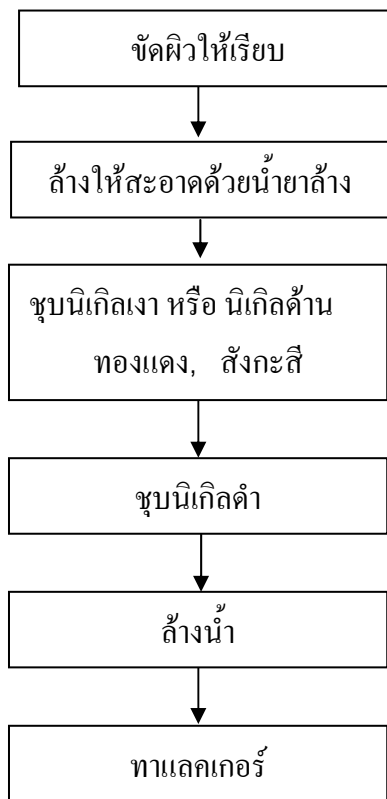 ขัดผิวให้เรียบ
ล้างให้สะอาดด้วยน้ำยาล้าง
ชุบนิเกิลเงา หรือ นิเกิลด้าน
ทองแดง, สังกะสี
ชุบนิเกิลดำ
ล้างน้ำ
ทาแลคเกอร์